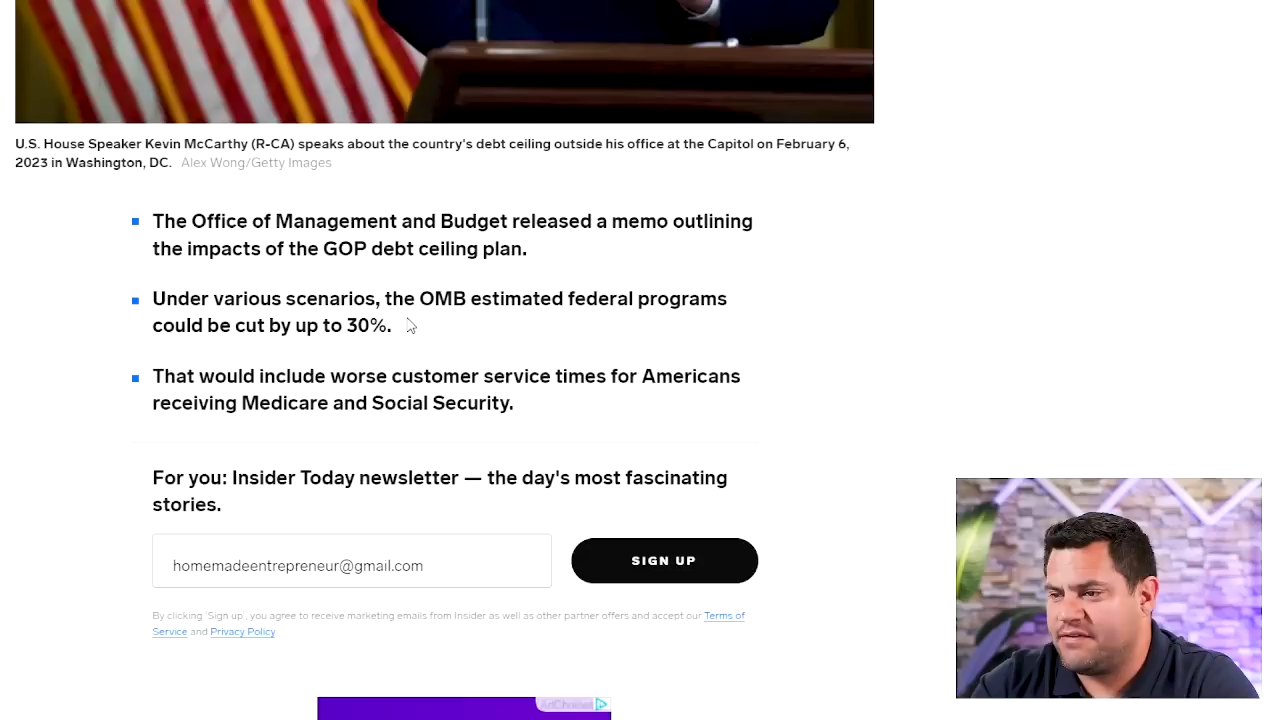 U.S. House Speaker Kevin McCarthy (R-CA) speaks about the country's debt ceiling outside his office at the Capitol on February 6,
2023 in Washington, DC. Alex Wong/Getty Images
The Office of Management and Budget released a memo outlining
the impacts of the GOP debt ceiling plan.
Under various scenarios, the OMB estimated federal programs
could be cut by up to 30%.
That would include worse customer service times for Americans
receiving Medicare and Social Security.
For you: Insider Today newsletter — the day's most fascinating
stories.
homemadeentrepreneur@gmail.com
SIGN UP
By clicking 'Sign up', you agree to receive marketing emails from Insider as well as other partner offers and accept our Terms of
Service and Privacy Policy
AdChoices